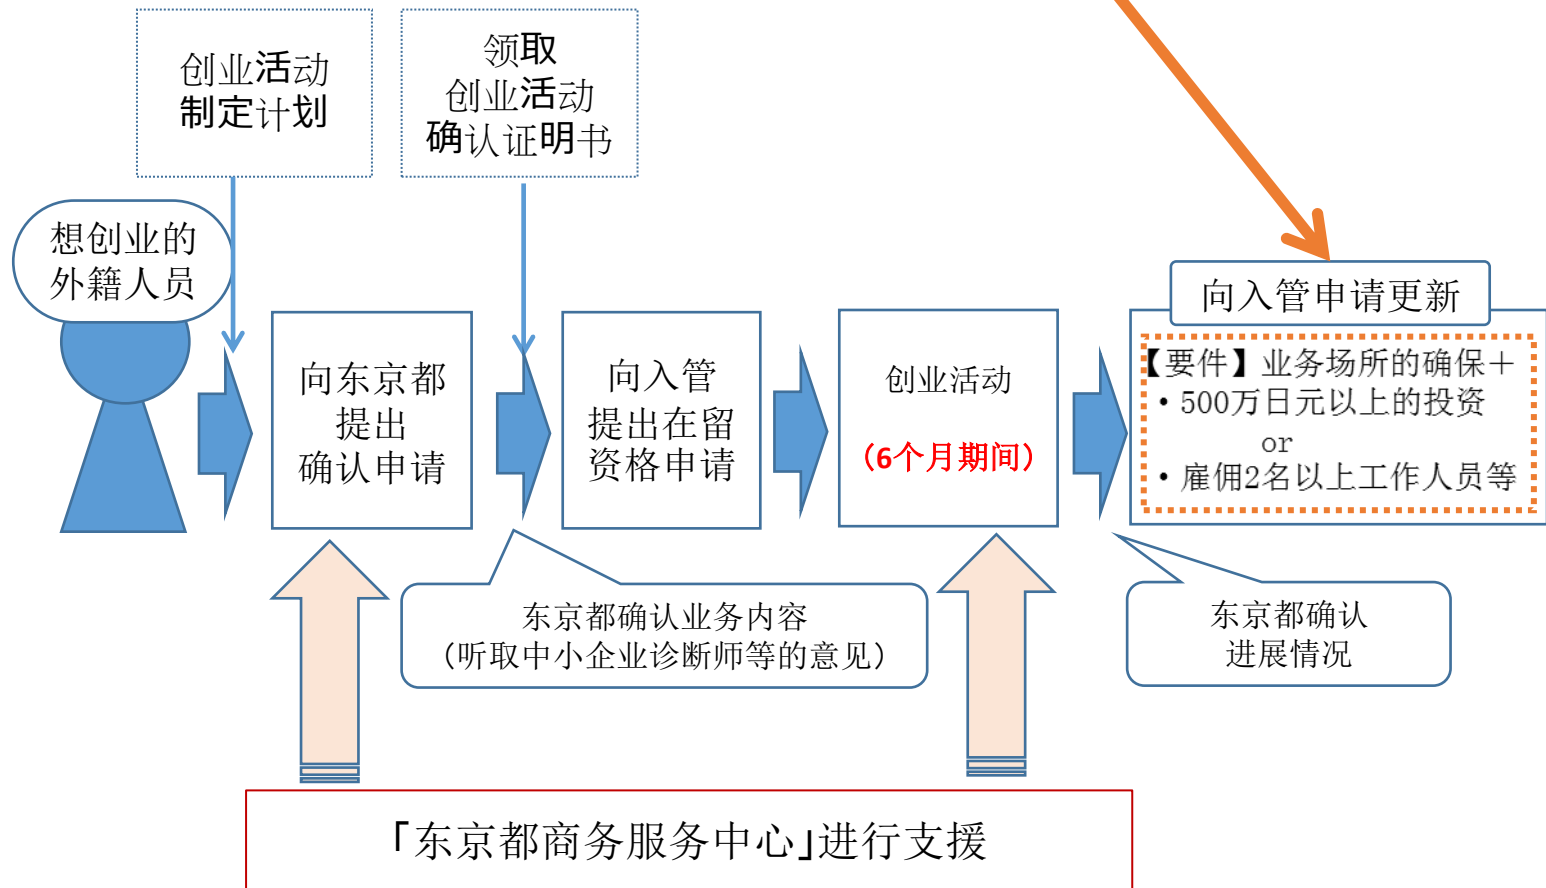 创业活动
制定计划
领取
创业活动
确认证明书
想创业的
外籍人员
向东京都
提出
确认申请
向入管
提出在留
资格申请
创业活动
（6个月期间）
向入管申请更新
【要件】业务场所的确保＋
・500万日元以上的投资
or
・雇佣2名以上工作人员等
东京都确认业务内容
（听取中小企业诊断师等的意见）
东京都确认
进展情况
「东京都商务服务中心」进行支援